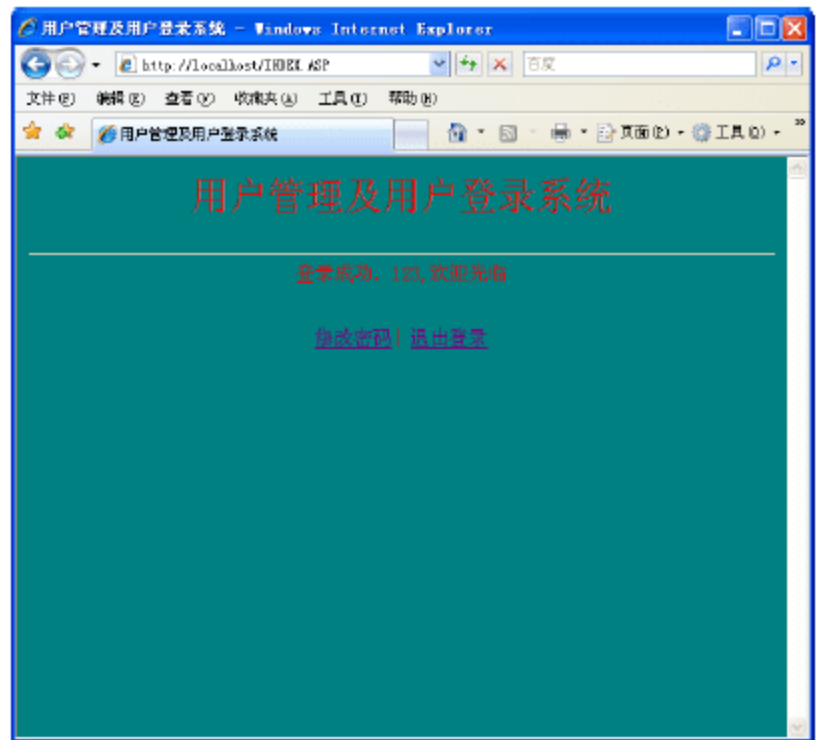 用户管理及用户登录系统 - Windows Internet Explorer
http://localhost/INDEX.ASP 百度
文件(F) 编辑(E) 查看(V) 收藏夹(A) 工具(T) 帮助(H)
用户管理及用户登录系统 页面(P) 工具(O) »
用户管理及用户登录系统
登录成功，123,欢迎光临
修改密码| 退出登录